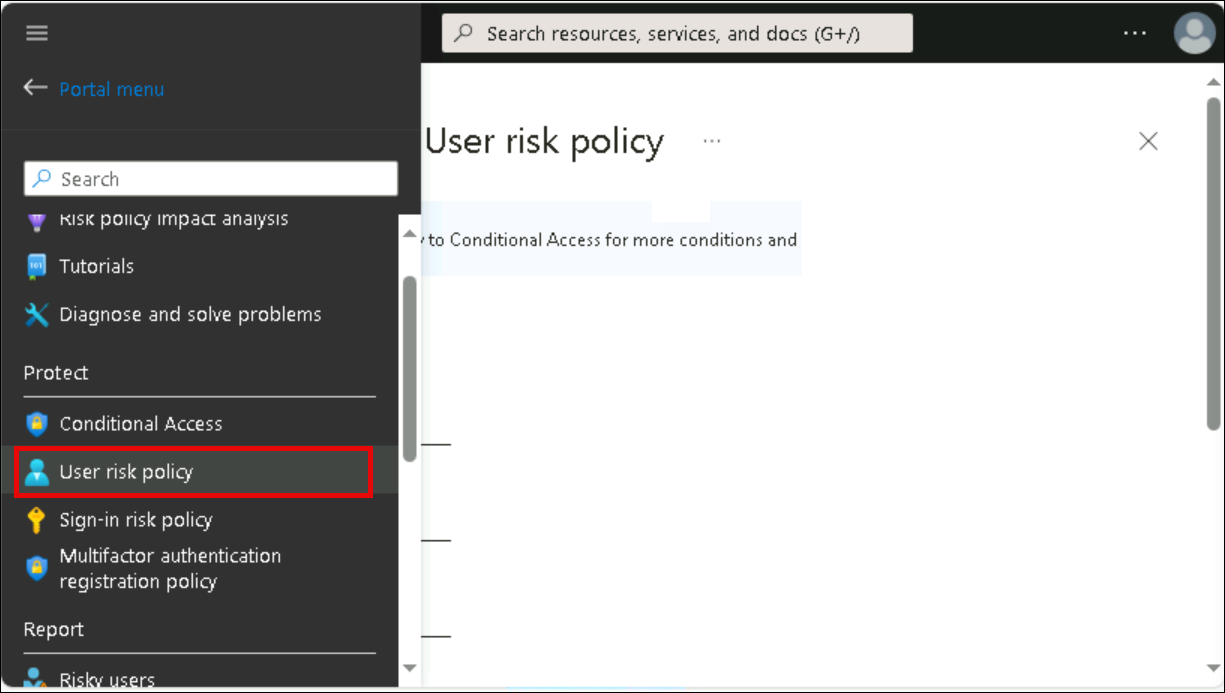 Search resources, services, and docs (G+/)
Portal menu
User risk policy
Search
Risk policy impact analysis
to Conditional Access for more conditions and
Tutorials
Diagnose and solve problems
Protect
Conditional Access
User risk policy
Sign-in risk policy
Multifactor authentication
registration policy
Report
Risky users